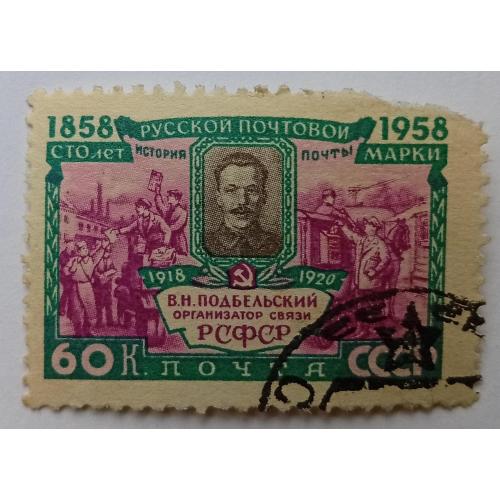 1858 РУССКОЙ ПОЧТОВОЙ 1958
СТО лет ИСТОРИЯ ПОЧТЫ МАРКИ
1918 1920
В.Н. ПОДБЕЛЬСКИЙ
ОРГАНИЗАТОР СВЯЗИ
РСФСР
60 К. ПОЧТА СССР